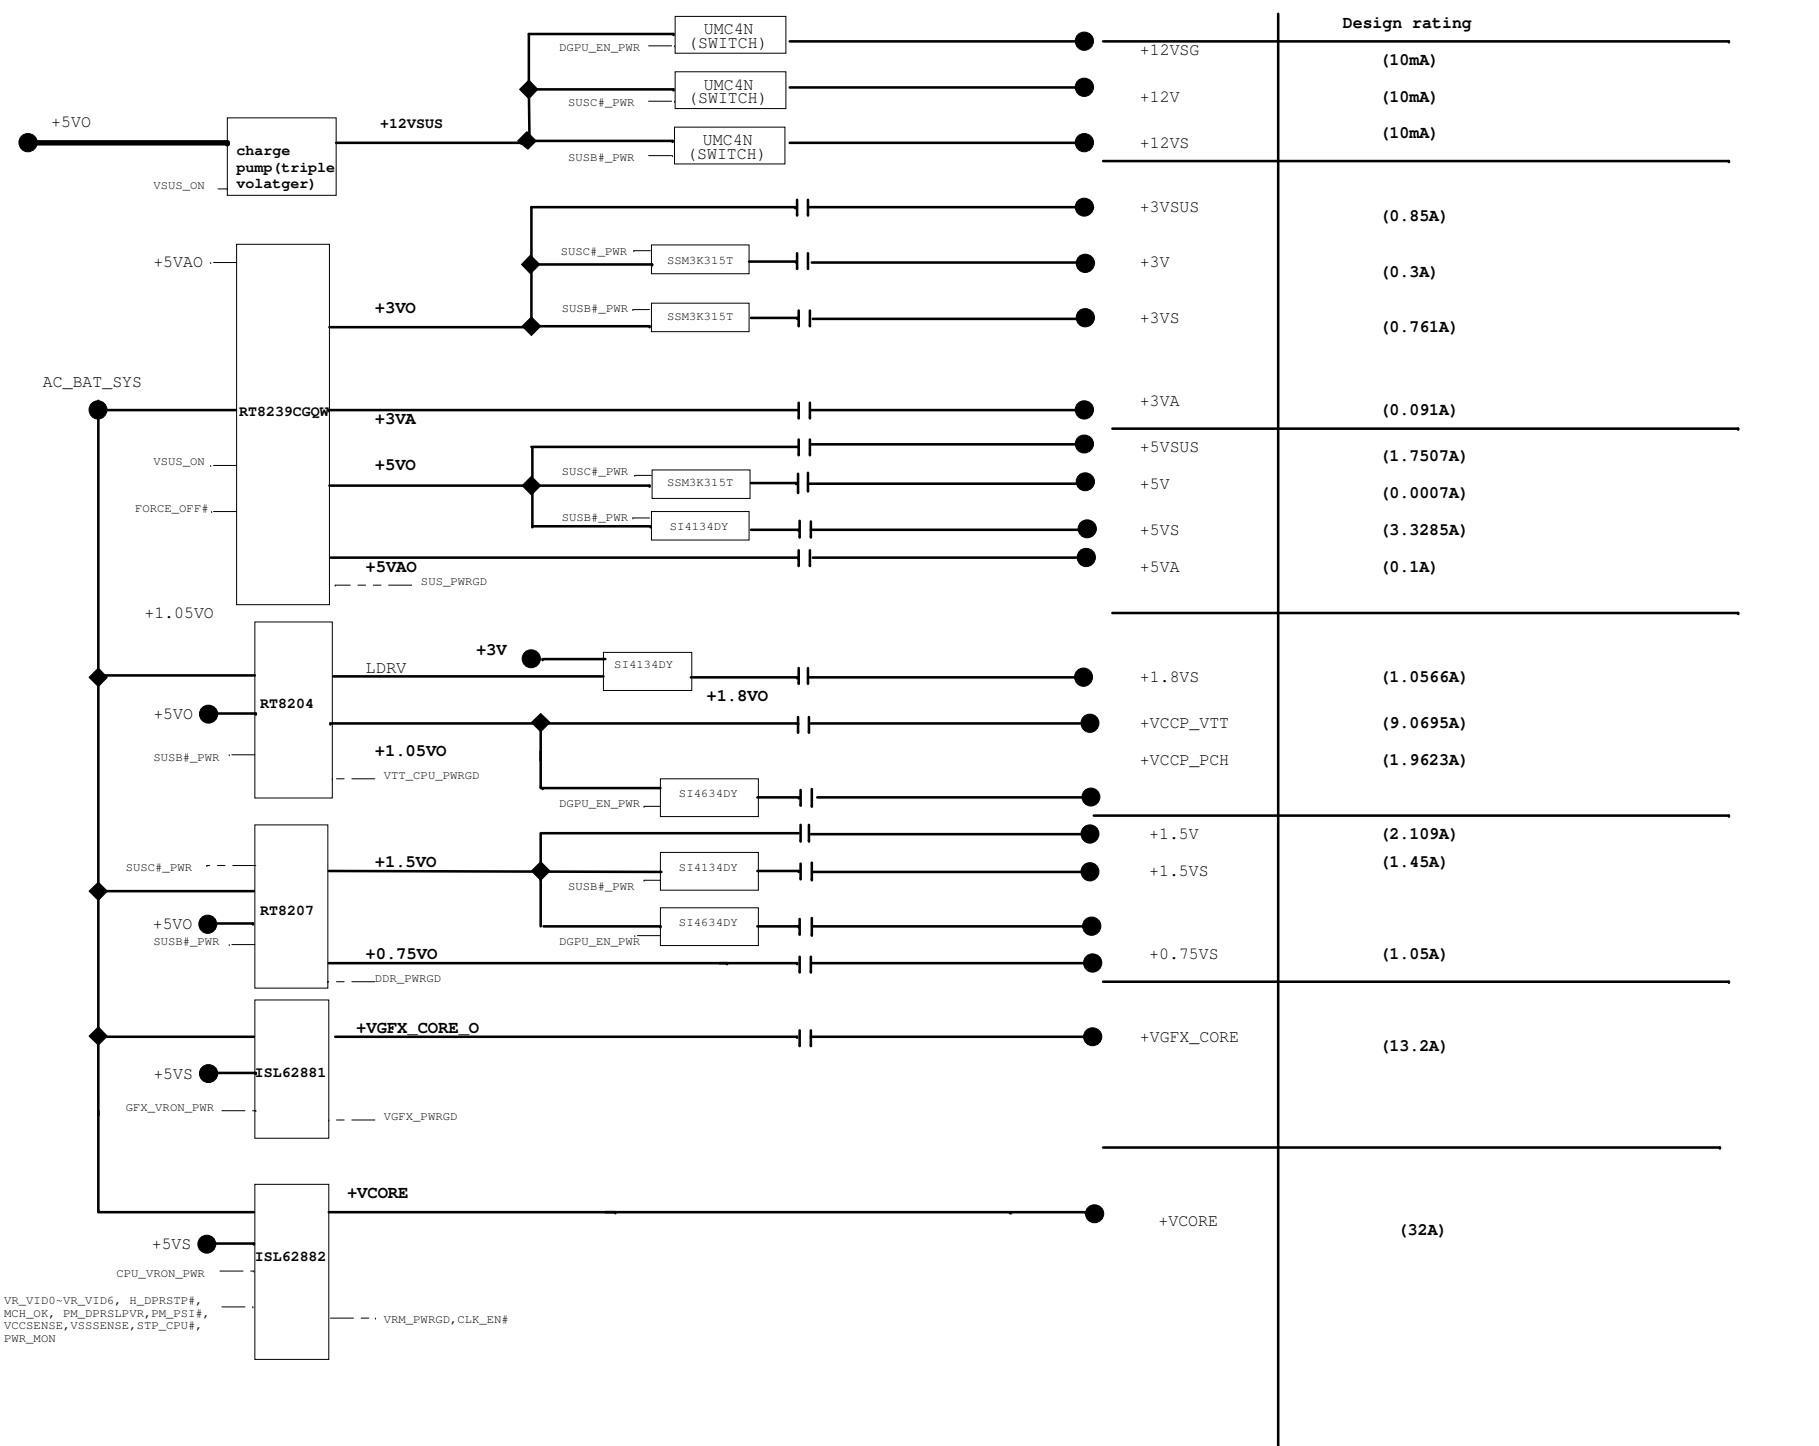 Design rating
UMC4N
(SWITCH)
DGPU_EN_PWR
+12VSG
(10mA)
UMC4N
(SWITCH)
SUSC#_PWR
+12V
(10mA)
+5VO
+12VSUS
UMC4N
(SWITCH)
SUSB#_PWR
+12VS
(10mA)
charge
pump(triple
volatger)
VSUS_ON
+3VSUS
(0.85A)
+5VAO
SUSC#_PWR
SSM3K315T
+3V
(0.3A)
+3VO
SUSB#_PWR
SSM3K315T
+3VS
(0.761A)
AC_BAT_SYS
RT8239CGQW
+3VA
+3VA
(0.091A)
+5VSUS
(1.7507A)
VSUS_ON
+5VO
SUSC#_PWR
SSM3K315T
+5V
(0.0007A)
FORCE_OFF#
SUSB#_PWR
SI4134DY
+5VS
(3.3285A)
+5VAO
+5VA
(0.1A)
SUS_PWRGD
+1.05VO
+3V
LDRV
SI4134DY
+1.8VO
+1.8VS
(1.0566A)
RT8204
+5VO
+VCCP_VTT
(9.0695A)
SUSB#_PWR
+1.05VO
+VCCP_PCH
(1.9623A)
VTT_CPU_PWRGD
DGPU_EN_PWR
SI4634DY
+1.5V
(2.109A)
SUSC#_PWR
+1.5VO
SI4134DY
SUSB#_PWR
+1.5VS
(1.45A)
RT8207
+5VO
SUSB#_PWR
SI4634DY
DGPU_EN_PWR
+0.75VO
+0.75VS
(1.05A)
DDR_PWRGD
+VGFX_CORE_O
+VGFX_CORE
(13.2A)
+5VS
ISL62881
GFX_VRON_PWR
VGFX_PWRGD
+VCORE
+VCORE
(32A)
+5VS
ISL62882
CPU_VRON_PWR
VR_VID0~VR_VID6, H_DPRSTP#,
MCH_OK, PM_DPRSLPVR,PM_PSI#,
VCCSENSE,VSSSENSE,STP_CPU#,
PWR_MON
VRM_PWRGD,CLK_EN#